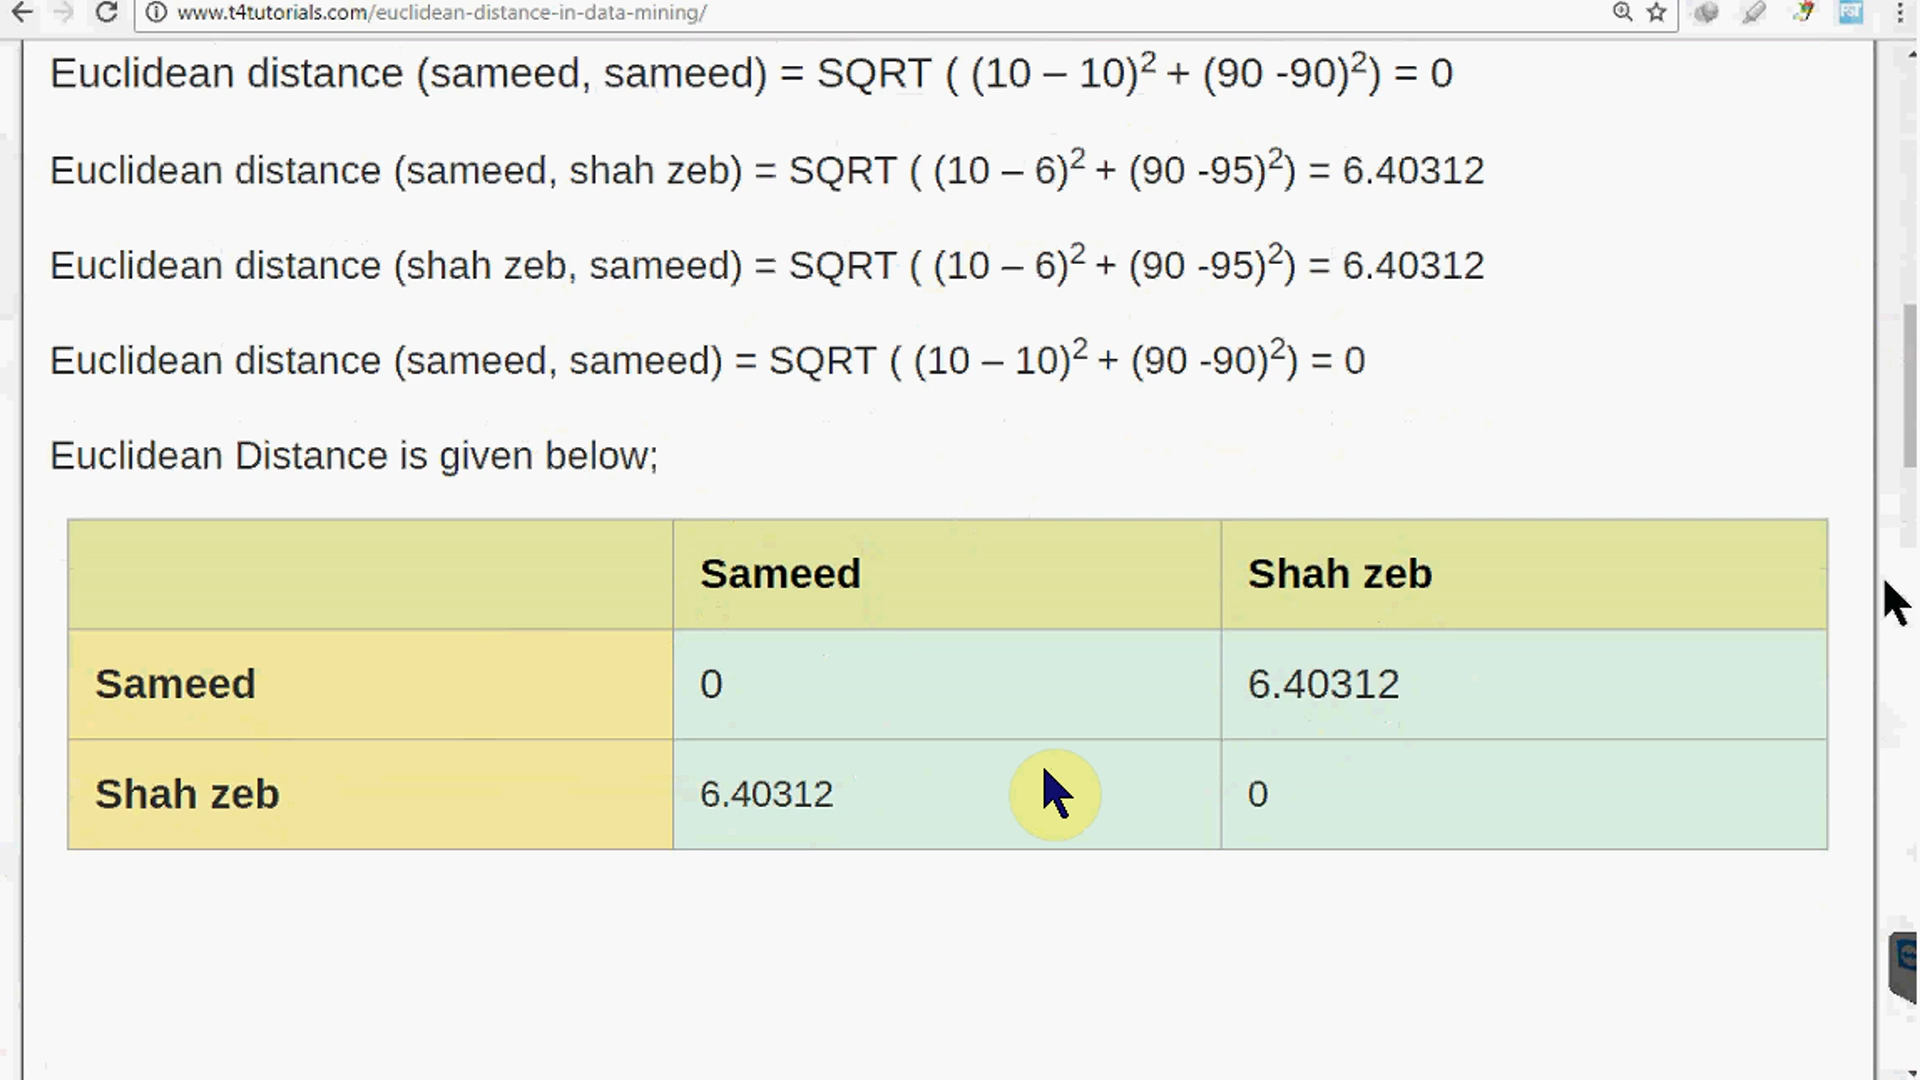 www.t4tutorials.com/euclidean-distance-in-data-mining/
Euclidean distance (sameed, sameed) = SQRT ( (10 – 10)² + (90 -90)²) = 0
Euclidean distance (sameed, shah zeb) = SQRT ( (10 – 6)² + (90 -95)²) = 6.40312
Euclidean distance (shah zeb, sameed) = SQRT ( (10 – 6)² + (90 -95)²) = 6.40312
Euclidean distance (sameed, sameed) = SQRT ( (10 – 10)² + (90 -90)²) = 0
Euclidean Distance is given below;
Sameed Shah zeb
Sameed 0 6.40312
Shah zeb 6.40312 0